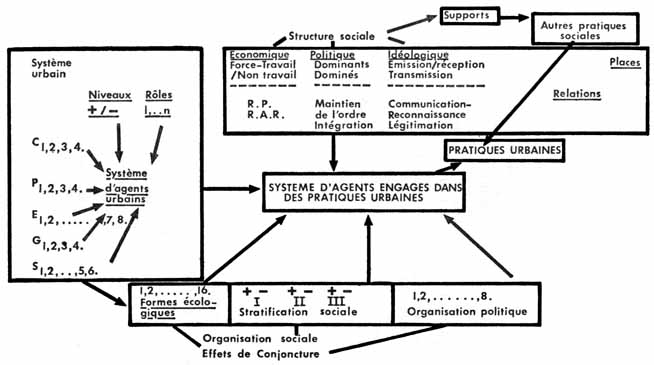 Supports
Autres pratiques
sociales
Structure sociale
Economique
Force-Travail
/Non travail
R.P.
R.A.R.
Politique
Dominants
Dominés
Maintien
de l'ordre
Intégration
Idéologique
Émission/réception
Transmission
Communication-
Reconnaissance
Légitimation
Places
Relations
Système
urbain
Niveaux
+/−
Rôles
1...n
C1,2,3,4.
P1,2,3,4.
E1,2,..... ,7,8.
G1,2,3,4.
S1,2,..,5,6.
Système
d'agents
urbains
PRATIQUES URBAINES
SYSTEME D'AGENTS ENGAGES DANS
DES PRATIQUES URBAINES
1,2,.....,16.
Formes écolo-
giques
+ − + − + −
I II III
Stratification sociale
1,2,......,8.
Organisation politique
Organisation sociale
Effets de Conjoncture